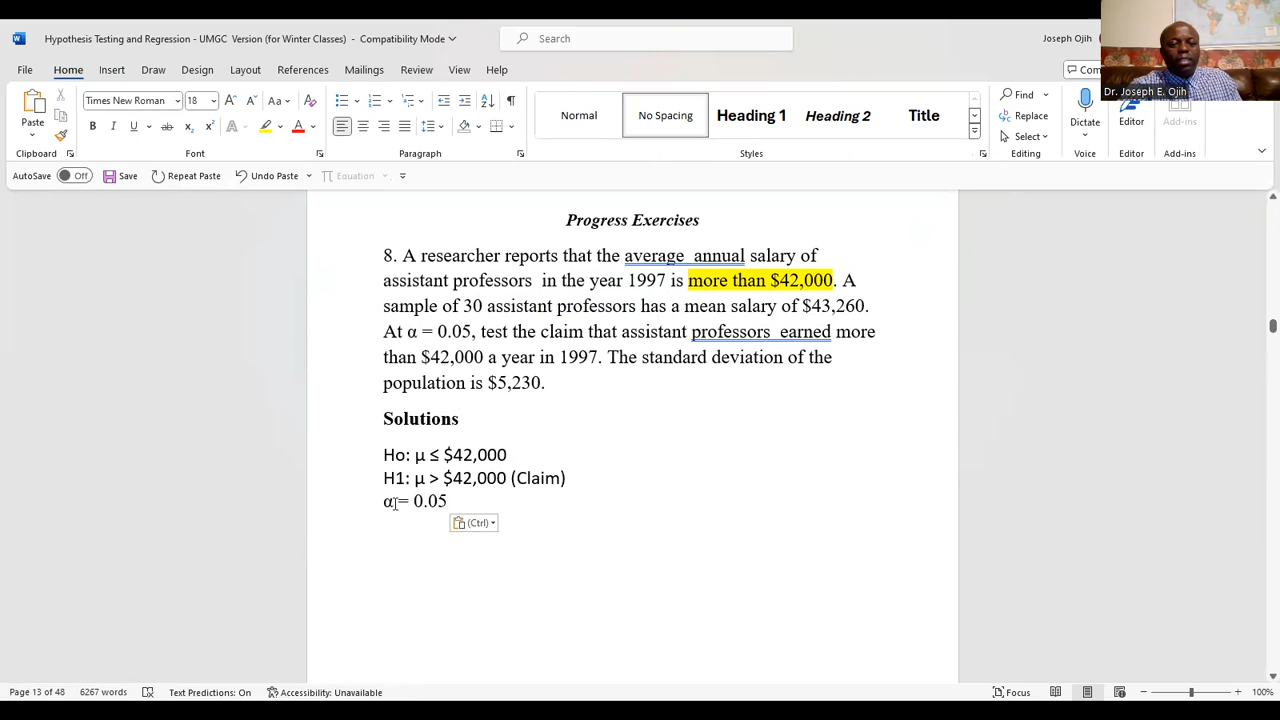 Hypothesis Testing and Regression - UMGC Version (for Winter Classes) - Compatibility Mode
Search
Joseph Ojih
Dr. Joseph E. Ojih
File Home Insert Draw Design Layout References Mailings Review View Help
Paste
Clipboard
Times New Roman 18
Font
Paragraph
Normal
No Spacing
Heading 1
Heading 2
Title
Styles
Find
Replace
Select
Editing
Dictate
Voice
Editor
Editor
Add-ins
Add-ins
AutoSave Off Save Repeat Paste Undo Paste Equation
Progress Exercises
8. A researcher reports that the average annual salary of
assistant professors in the year 1997 is more than $42,000. A
sample of 30 assistant professors has a mean salary of $43,260.
At α = 0.05, test the claim that assistant professors earned more
than $42,000 a year in 1997. The standard deviation of the
population is $5,230.
Solutions
Ho: μ ≤ $42,000
H1: μ > $42,000 (Claim)
α = 0.05
(Ctrl)
Page 13 of 48 6267 words Text Predictions: On Accessibility: Unavailable Focus 100%